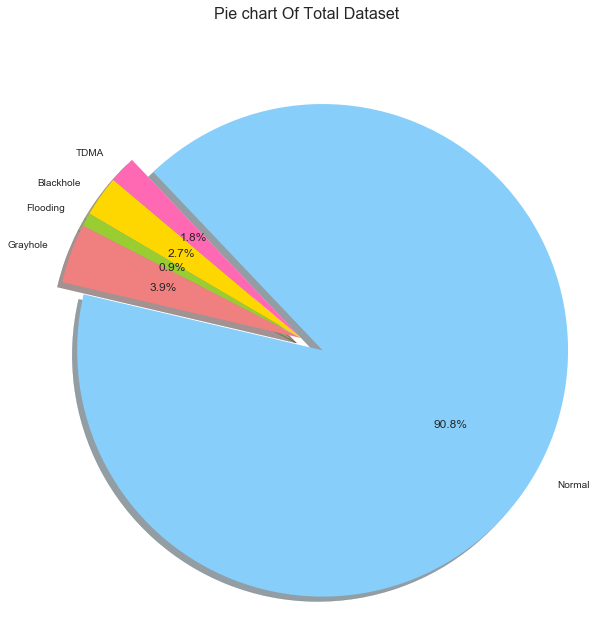 Pie chart Of Total Dataset
TDMA
Blackhole
Flooding
Grayhole
1.8%
2.7%
0.9%
3.9%
90.8%
Normal